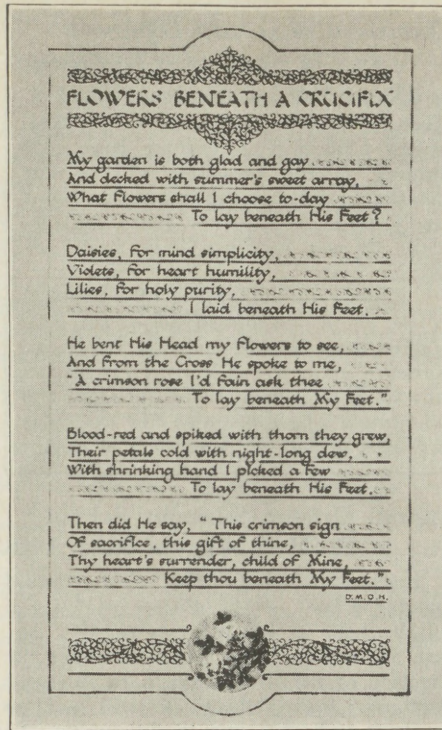 FLOWERS BENEATH A CRUCIFIX
My garden is both glad and gay
And decked with summer's sweet array,
What flowers shall I choose to-day
To lay beneath His Feet?
Daisies, for mind simplicity,
Violets, for heart humility,
Lilies, for holy purity,
I laid beneath His Feet.
He bent His Head my flowers to see,
And from the Cross He spoke to me,
"A crimson rose I'd fain ask thee
To lay beneath My Feet."
Blood-red and spiked with thorn they grew,
Their petals cold with night-long dew,
With shrinking hand I picked a few
To lay beneath His Feet.
Then did He say, "This crimson sign
Of sacrifice, this gift of thine,
Thy heart's surrender, child of Mine,
Keep thou beneath My Feet."
D.M.O.H.